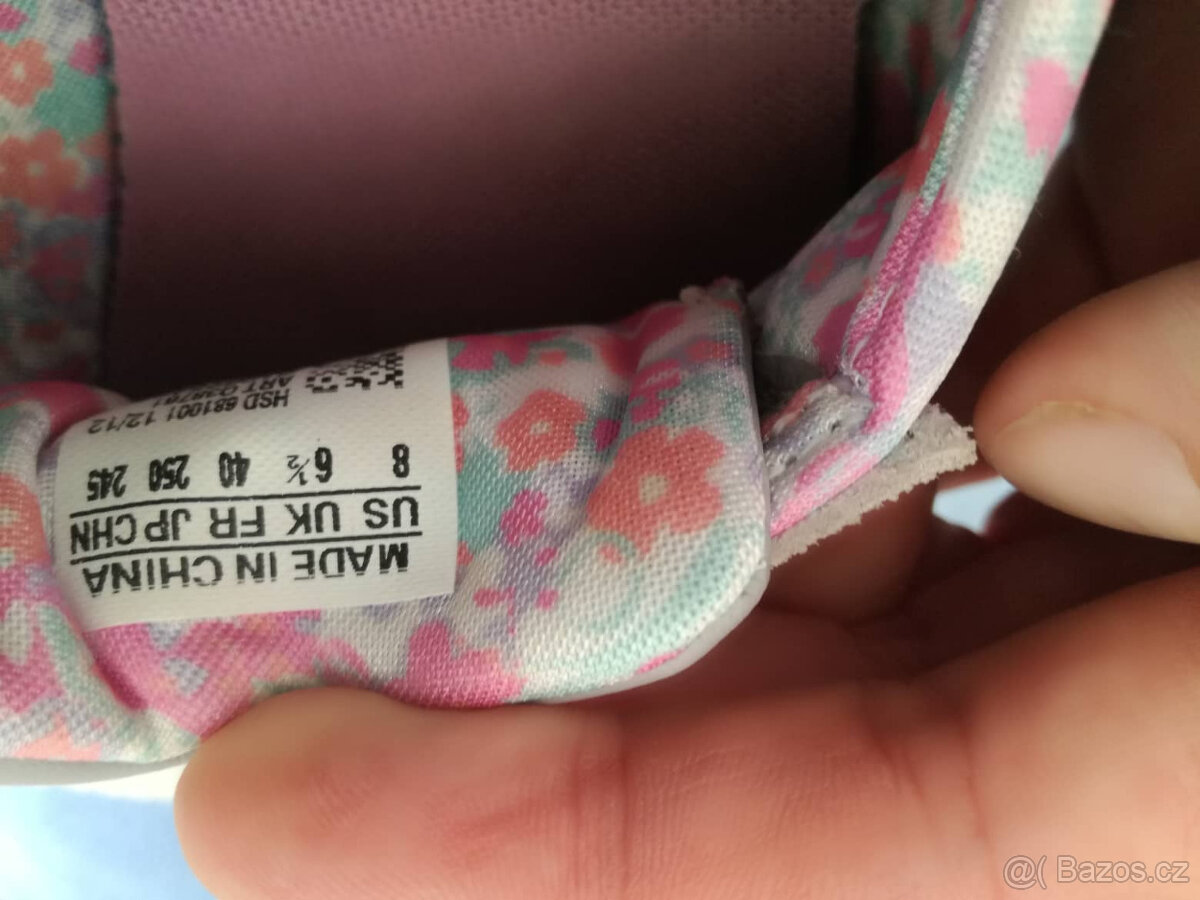 MADE IN CHINA
US UK FR JP CHN
8 6½ 40 250 245
HSD 681001 12/12
ART
@( Bazos.cz